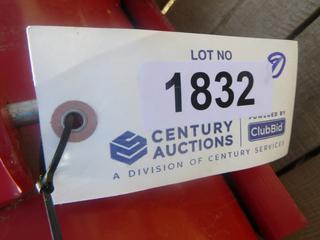 LOT NO
1832
CENTURY
AUCTIONS
POWERED BY
ClubBid
A DIVISION OF CENTURY SERVICES